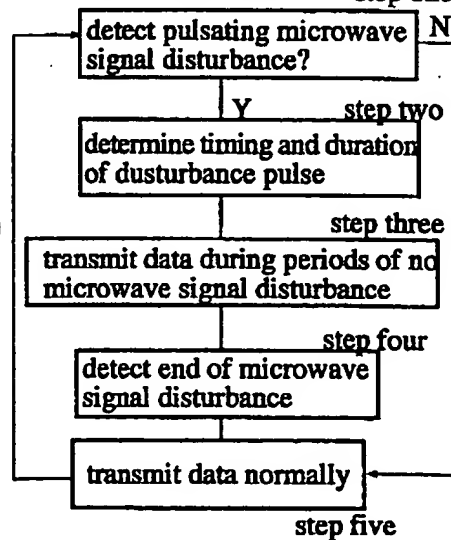 detect pulsating microwave N
signal disturbance?
Y step two
determine timing and duration
of dusturbance pulse
step three
transmit data during periods of no
microwave signal disturbance
step four
detect end of microwave
signal disturbance
transmit data normally
step five